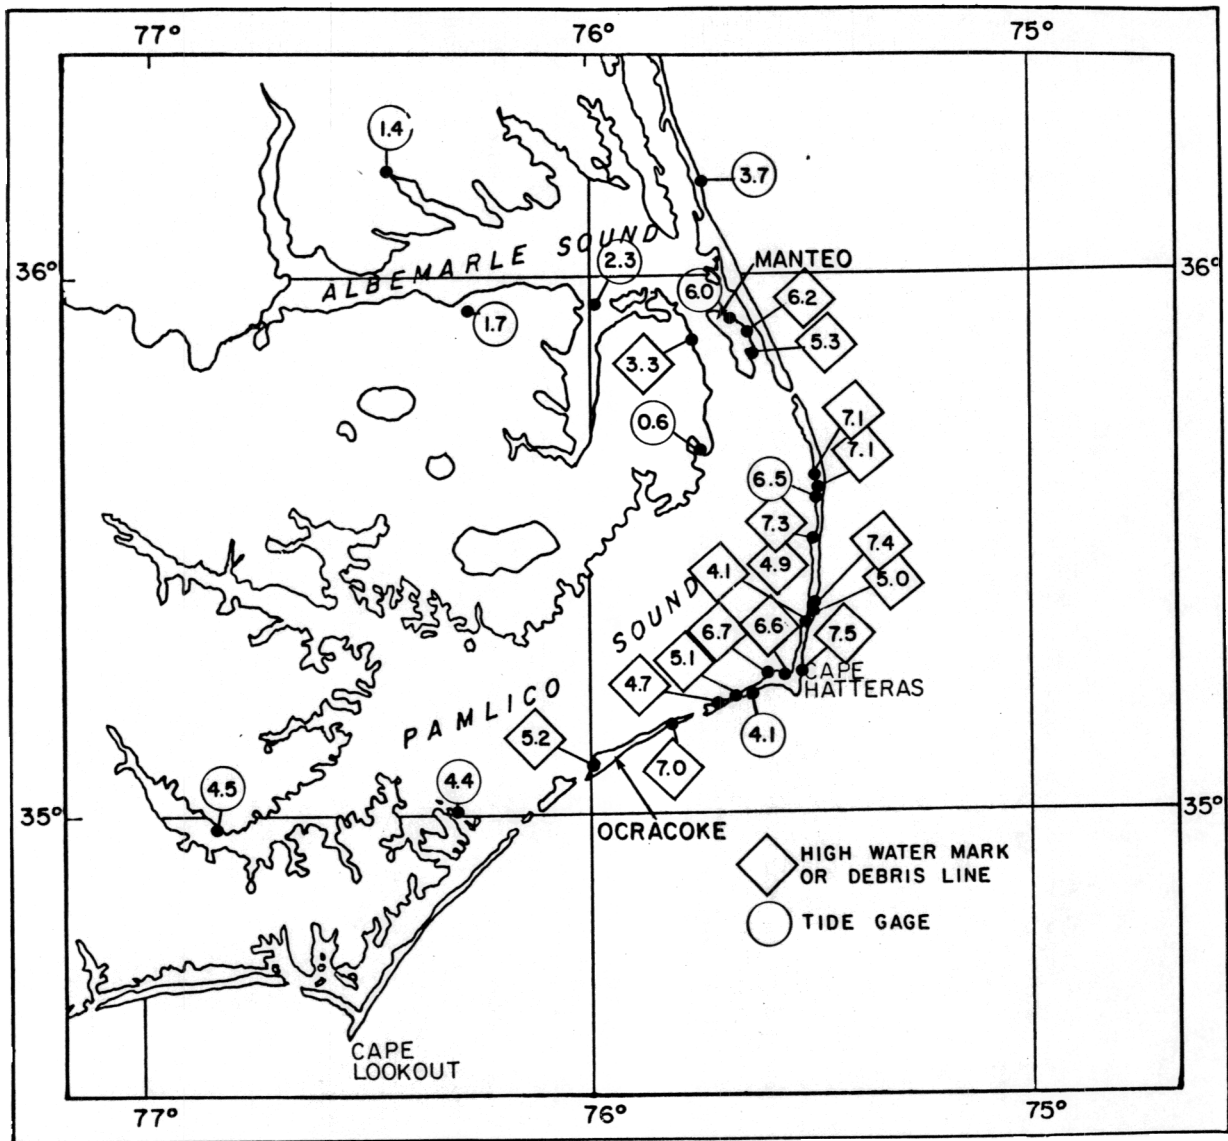 77° 76° 75°
1.4
3.7
ALBEMARLE SOUND
2.3
MANTEO
36° 36°
6.0
6.2
1.7
5.3
3.3
0.6
7.1
7.1
6.5
7.3
7.4
4.1
4.9
5.0
PAMLICO SOUND
6.7
6.6
7.5
5.1
4.7
CAPE
HATTERAS
5.2
4.1
7.0
4.4
4.5
35° 35°
OCRACOKE
HIGH WATER MARK
OR DEBRIS LINE
TIDE GAGE
CAPE
LOOKOUT
77° 76° 75°